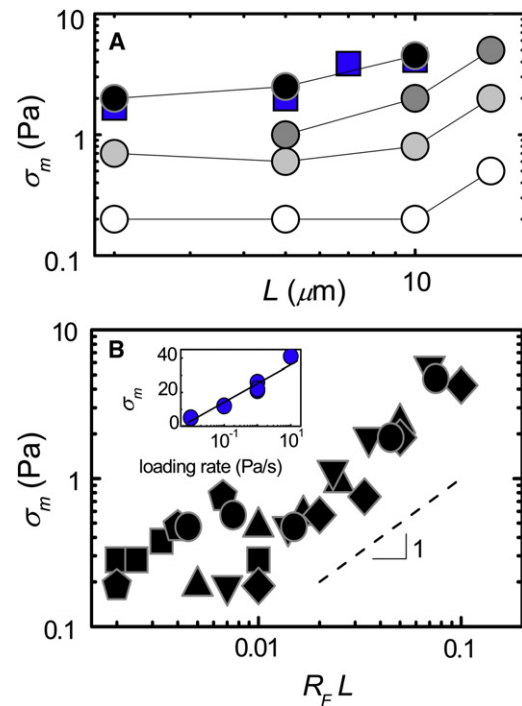 A
10
1
0.1
σm (Pa)
10
L (μm)
B
10
1
0.1
σm (Pa)
40
20
0
σm
10-1
101
loading rate (Pa/s)
1
0.01
0.1
RF L